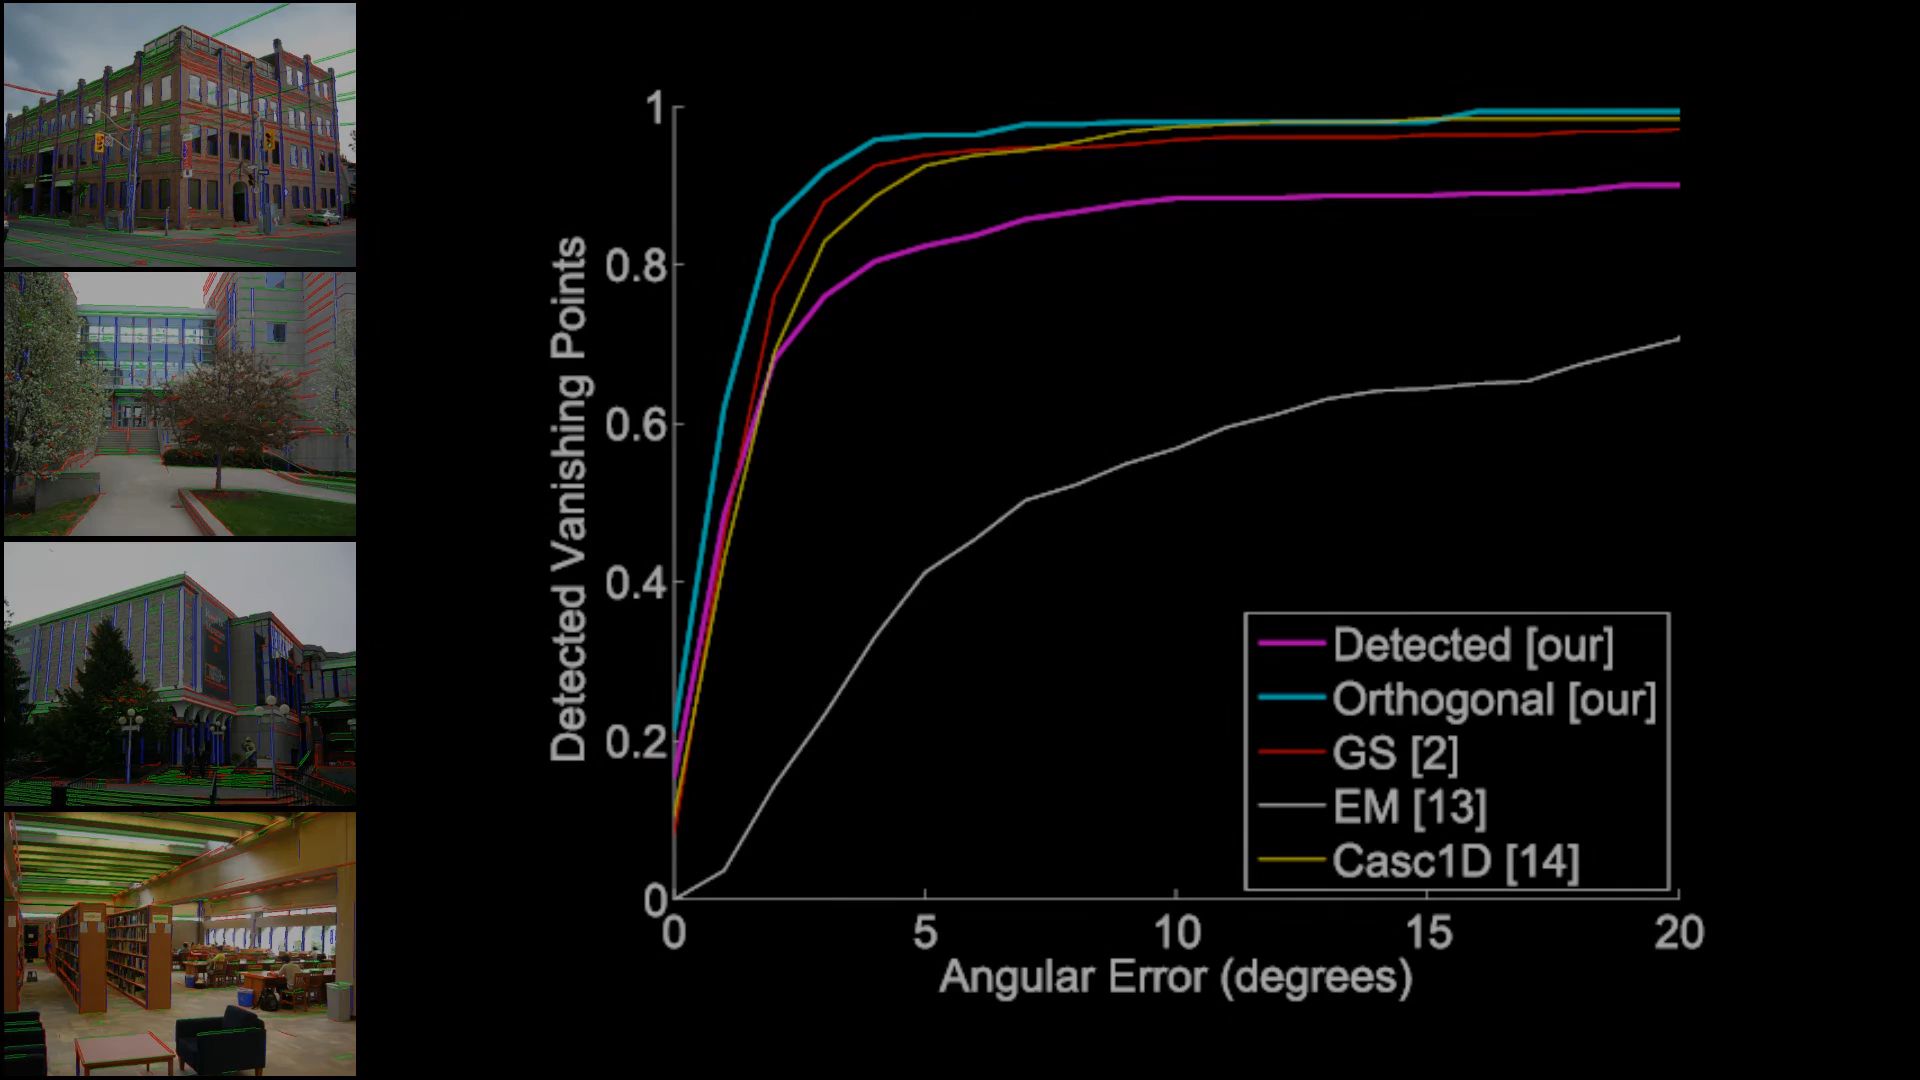 1
0.8
0.6
0.4
0.2
0
0
5
10
15
20
Detected Vanishing Points
Angular Error (degrees)
Detected [our]
Orthogonal [our]
GS [2]
EM [13]
Casc1D [14]